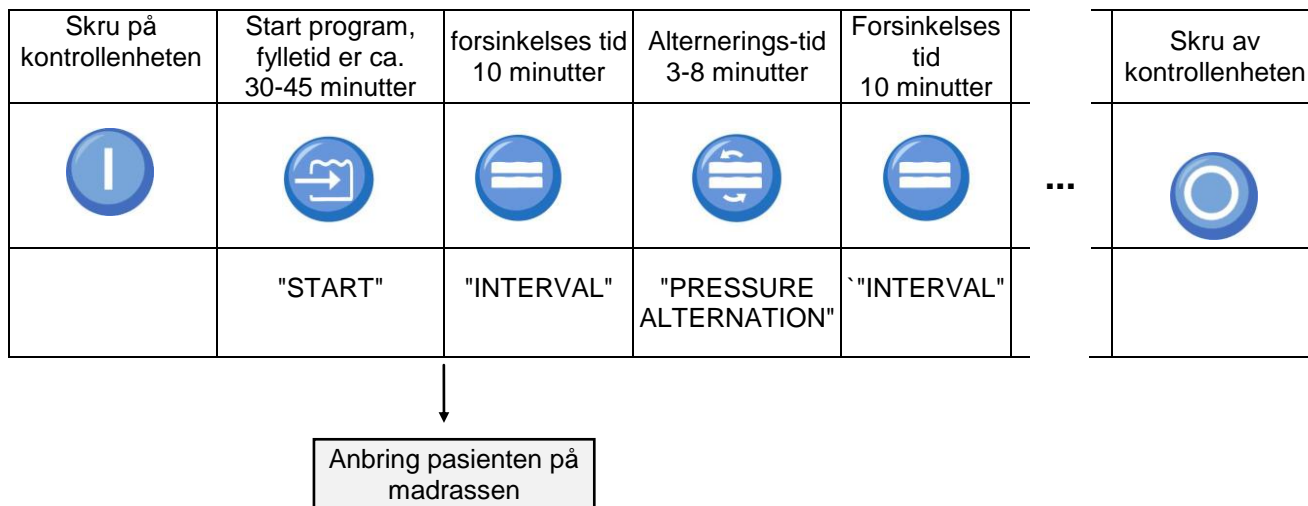 Skru på
kontrollenheten
Start program,
fylletid er ca.
30-45 minutter
forsinkelses tid
10 minutter
Alternerings-tid
3-8 minutter
Forsinkelses
tid
10 minutter
Skru av
kontrollenheten
...
"START"
"INTERVAL"
"PRESSURE
ALTERNATION"
`"INTERVAL"
Anbring pasienten på
madrassen